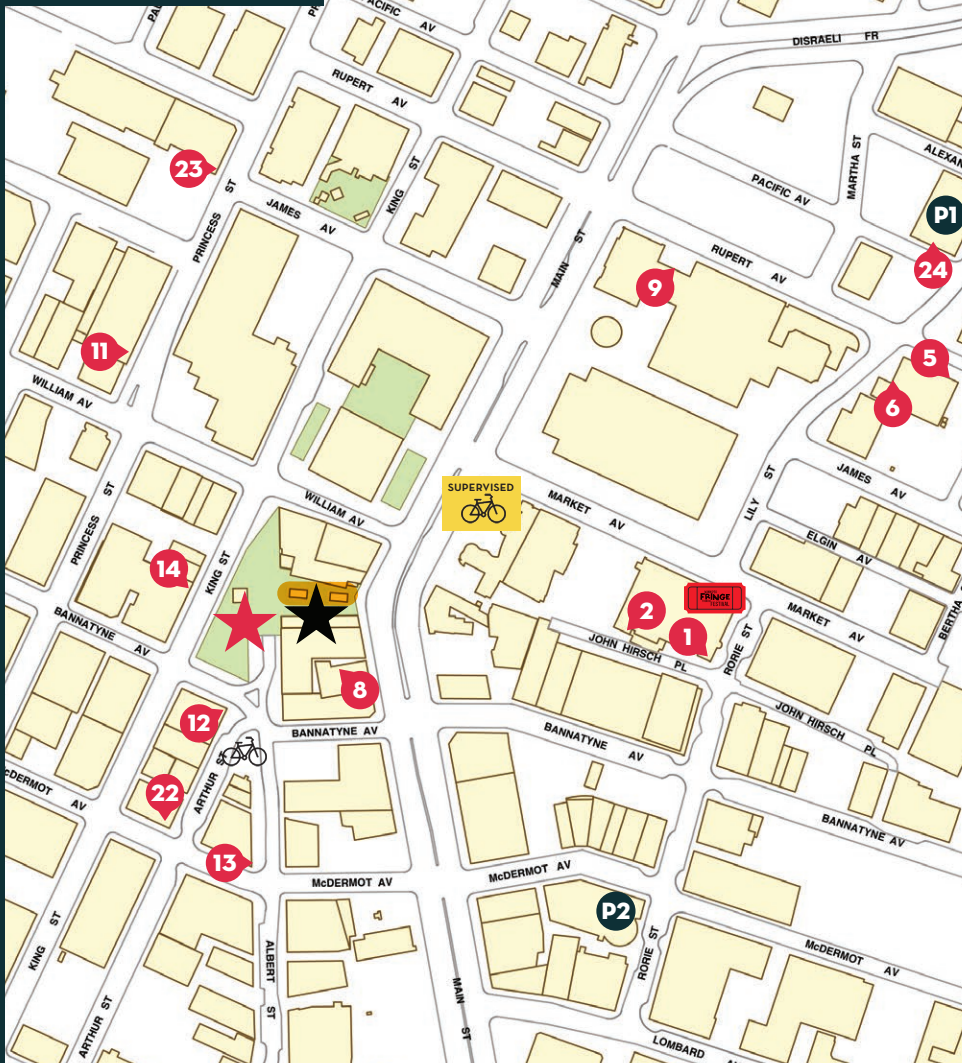 PACIFIC AV
DISRAELI FR
RUPERT AV
MARTHA ST
23
KING ST
PACIFIC AV
PRINCESS ST
JAMES AV
P1
MAIN ST
RUPERT AV
24
9
11
5
WILLIAM AV
6
SUPERVISED
JAMES AV
LILY ST
MARKET AV
WILLIAM AV
PRINCESS ST
ELGIN AV
14
KING ST
FRINGE
FESTIVAL
2
1
MARKET AV
BANNATYNE AV
JOHN HIRSCH PL
RORIE ST
8
12
JOHN HIRSCH PL
BANNATYNE AV
BANNATYNE AV
ARTHUR ST
22
BANNATYNE AV
13
McDERMOT AV
McDERMOT AV
P2
KING ST
RORIE ST
McDERMOT AV
ALBERT ST
MAIN ST
ARTHUR ST
LOMBARD